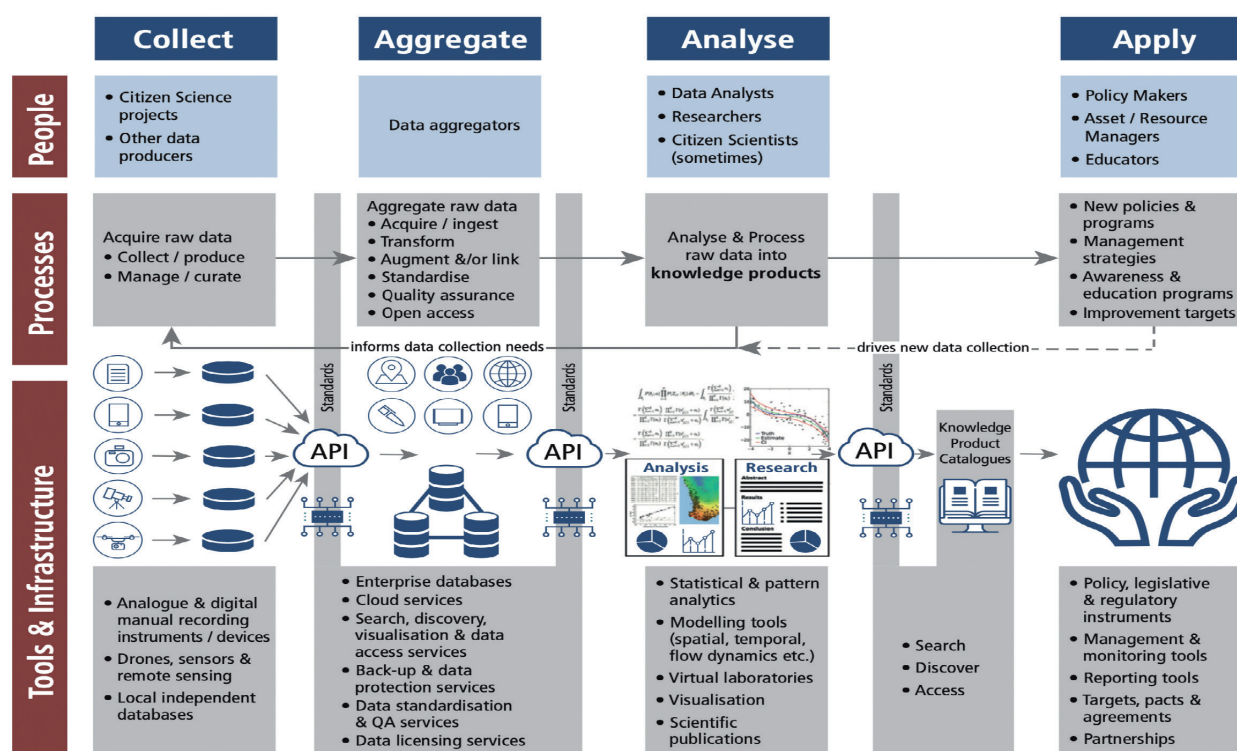 Collect
Aggregate
Analyse
Apply
People
• Citizen Science
projects
• Other data
producers
Data aggregators
• Data Analysts
• Researchers
• Citizen Scientists
(sometimes)
• Policy Makers
• Asset / Resource
Managers
• Educators
Processes
Acquire raw data
• Collect / produce
• Manage / curate
Standards
Aggregate raw data
• Acquire / ingest
• Transform
• Augment &/or link
• Standardise
• Quality assurance
• Open access
Standards
Analyse & Process
raw data into
knowledge products
Standards
• New policies &
programs
• Management
strategies
• Awareness &
education programs
• Improvement targets
informs data collection needs
drives new data collection
Tools & Infrastructure
API
API
Truth
Estimate
CI
Analysis
Research
Abstract
Results
Conclusion
API
Knowledge
Product
Catalogues
• Analogue & digital
manual recording
instruments / devices
• Drones, sensors &
remote sensing
• Local independent
databases
• Enterprise databases
• Cloud services
• Search, discovery,
visualisation & data
access services
• Back-up & data
protection services
• Data standardisation
& QA services
• Data licensing services
• Statistical & pattern
analytics
• Modelling tools
(spatial, temporal,
flow dynamics etc.)
• Virtual laboratories
• Visualisation
• Scientific
publications
• Search
• Discover
• Access
• Policy, legislative
& regulatory
instruments
• Management &
monitoring tools
• Reporting tools
• Targets, pacts &
agreements
• Partnerships